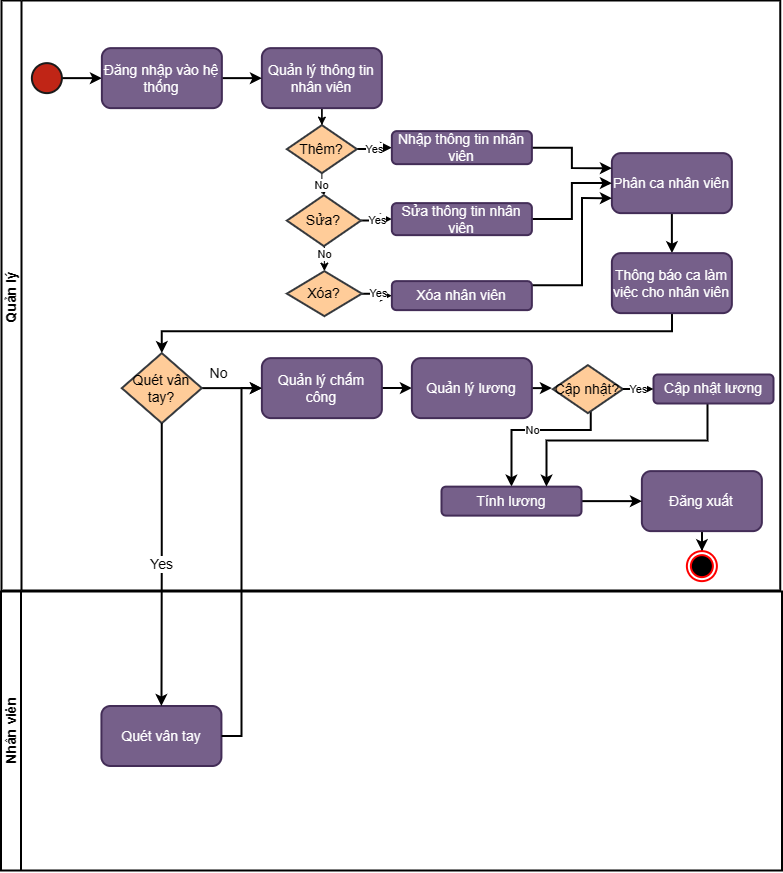 Quản lý
Đăng nhập vào hệ
thống
Quản lý thông tin
nhân viên
Thêm?
Yes
Nhập thông tin nhân
viên
Phân ca nhân viên
No
Sửa?
Yes
Sửa thông tin nhân
viên
No
Xóa?
Yes
Xóa nhân viên
Thông báo ca làm
việc cho nhân viên
Quét vân
tay?
No
Quản lý chấm
công
Quản lý lương
Cập nhật?
Yes
Cập nhật lương
No
Tính lương
Đăng xuất
Yes
Nhân viên
Quét vân tay